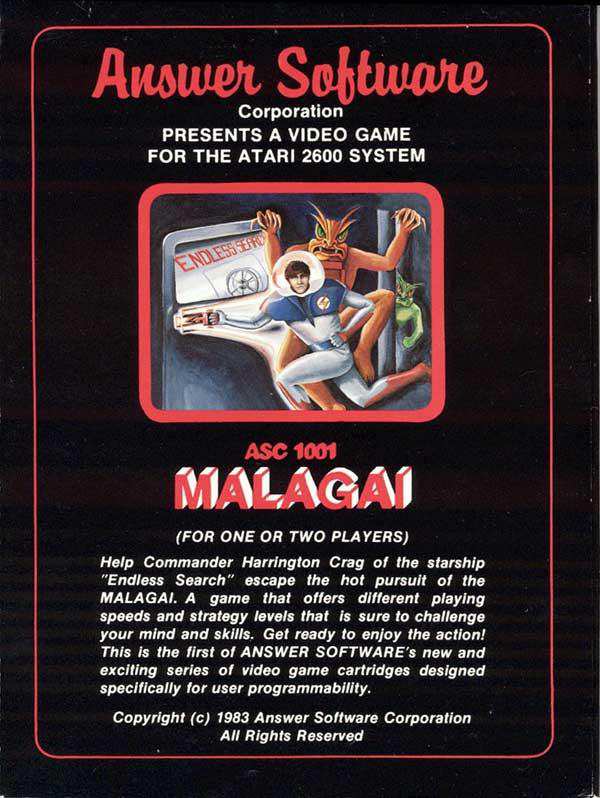 Answer Software
Corporation
PRESENTS A VIDEO GAME
FOR THE ATARI 2600 SYSTEM
ENDLESS SEARC
ASC 1001
MALAGAI
(FOR ONE OR TWO PLAYERS)
Help Commander Harrington Crag of the starship
"Endless Search" escape the hot pursuit of the
MALAGAI. A game that offers different playing
speeds and strategy levels that is sure to challenge
your mind and skills. Get ready to enjoy the action!
This is the first of ANSWER SOFTWARE's new and
exciting series of video game cartridges designed
specifically for user programmability.
Copyright (c) 1983 Answer Software Corporation
All Rights Reserved